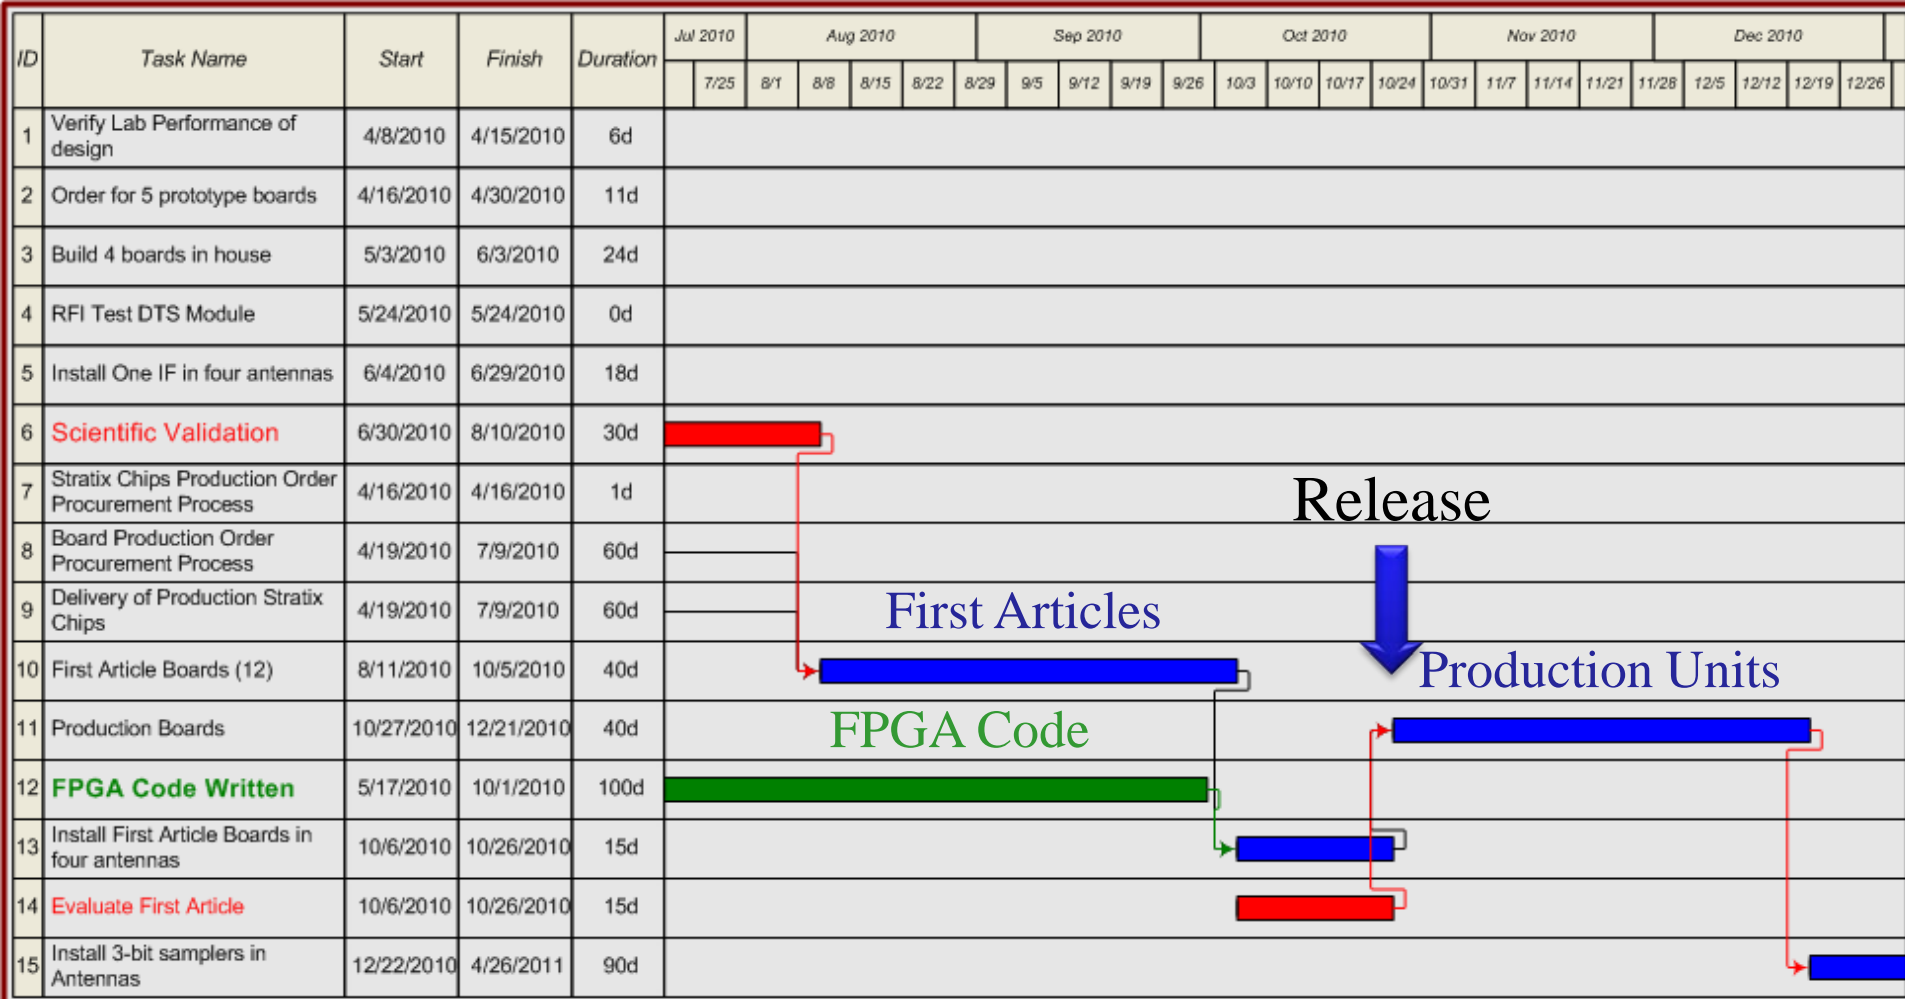 ID Task Name Start Finish Duration Jul 2010 Aug 2010 Sep 2010 Oct 2010 Nov 2010 Dec 2010
7/25 8/1 8/8 8/15 8/22 8/29 9/5 9/12 9/19 9/26 10/3 10/10 10/17 10/24 10/31 11/7 11/14 11/21 11/28 12/5 12/12 12/19 12/26
1 Verify Lab Performance of
design 4/8/2010 4/15/2010 6d
2 Order for 5 prototype boards 4/16/2010 4/30/2010 11d
3 Build 4 boards in house 5/3/2010 6/3/2010 24d
4 RFI Test DTS Module 5/24/2010 5/24/2010 0d
5 Install One IF in four antennas 6/4/2010 6/29/2010 18d
6 Scientific Validation 6/30/2010 8/10/2010 30d
7 Stratix Chips Production Order
Procurement Process 4/16/2010 4/16/2010 1d
Release
8 Board Production Order
Procurement Process 4/19/2010 7/9/2010 60d
9 Delivery of Production Stratix
Chips 4/19/2010 7/9/2010 60d
First Articles
10 First Article Boards (12) 8/11/2010 10/5/2010 40d
Production Units
11 Production Boards 10/27/2010 12/21/2010 40d
FPGA Code
12 FPGA Code Written 5/17/2010 10/1/2010 100d
13 Install First Article Boards in
four antennas 10/6/2010 10/26/2010 15d
14 Evaluate First Article 10/6/2010 10/26/2010 15d
15 Install 3-bit samplers in
Antennas 12/22/2010 4/26/2011 90d